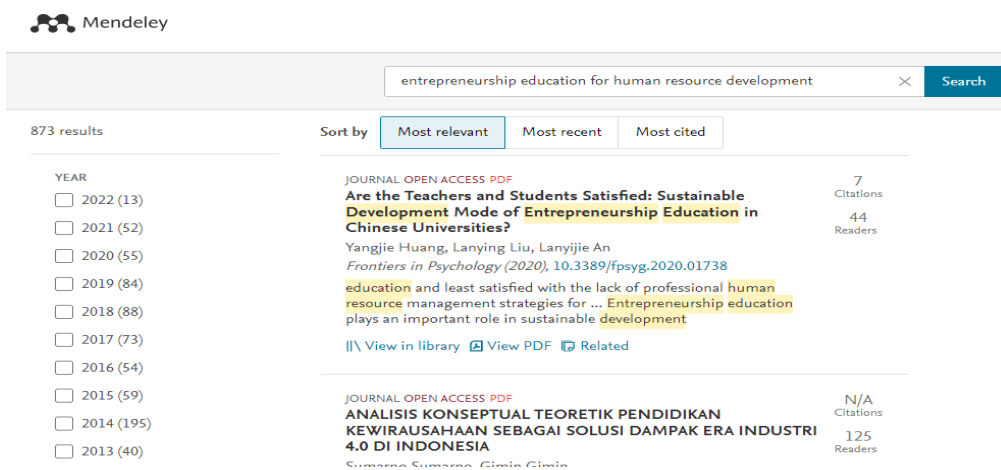 Mendeley
entrepreneurship education for human resource development
Search
873 results
Sort by Most relevant Most recent Most cited
YEAR
2022 (13)
2021 (52)
2020 (55)
2019 (84)
2018 (88)
2017 (73)
2016 (54)
2015 (59)
2014 (195)
2013 (40)
JOURNAL OPEN ACCESS PDF
Are the Teachers and Students Satisfied: Sustainable
Development Mode of Entrepreneurship Education in
Chinese Universities?
Yangjie Huang, Lanying Liu, Lanyijie An
Frontiers in Psychology (2020), 10.3389/fpsyg.2020.01738
education and least satisfied with the lack of professional human
resource management strategies for ... Entrepreneurship education
plays an important role in sustainable development
View in library View PDF Related
7
Citations
44
Readers
JOURNAL OPEN ACCESS PDF
ANALISIS KONSEPTUAL TEORETIK PENDIDIKAN
KEWIRAUSAHAAN SEBAGAI SOLUSI DAMPAK ERA INDUSTRI
4.0 DI INDONESIA
Sumarno Sumarno, Gimin Gimin
N/A
Citations
125
Readers